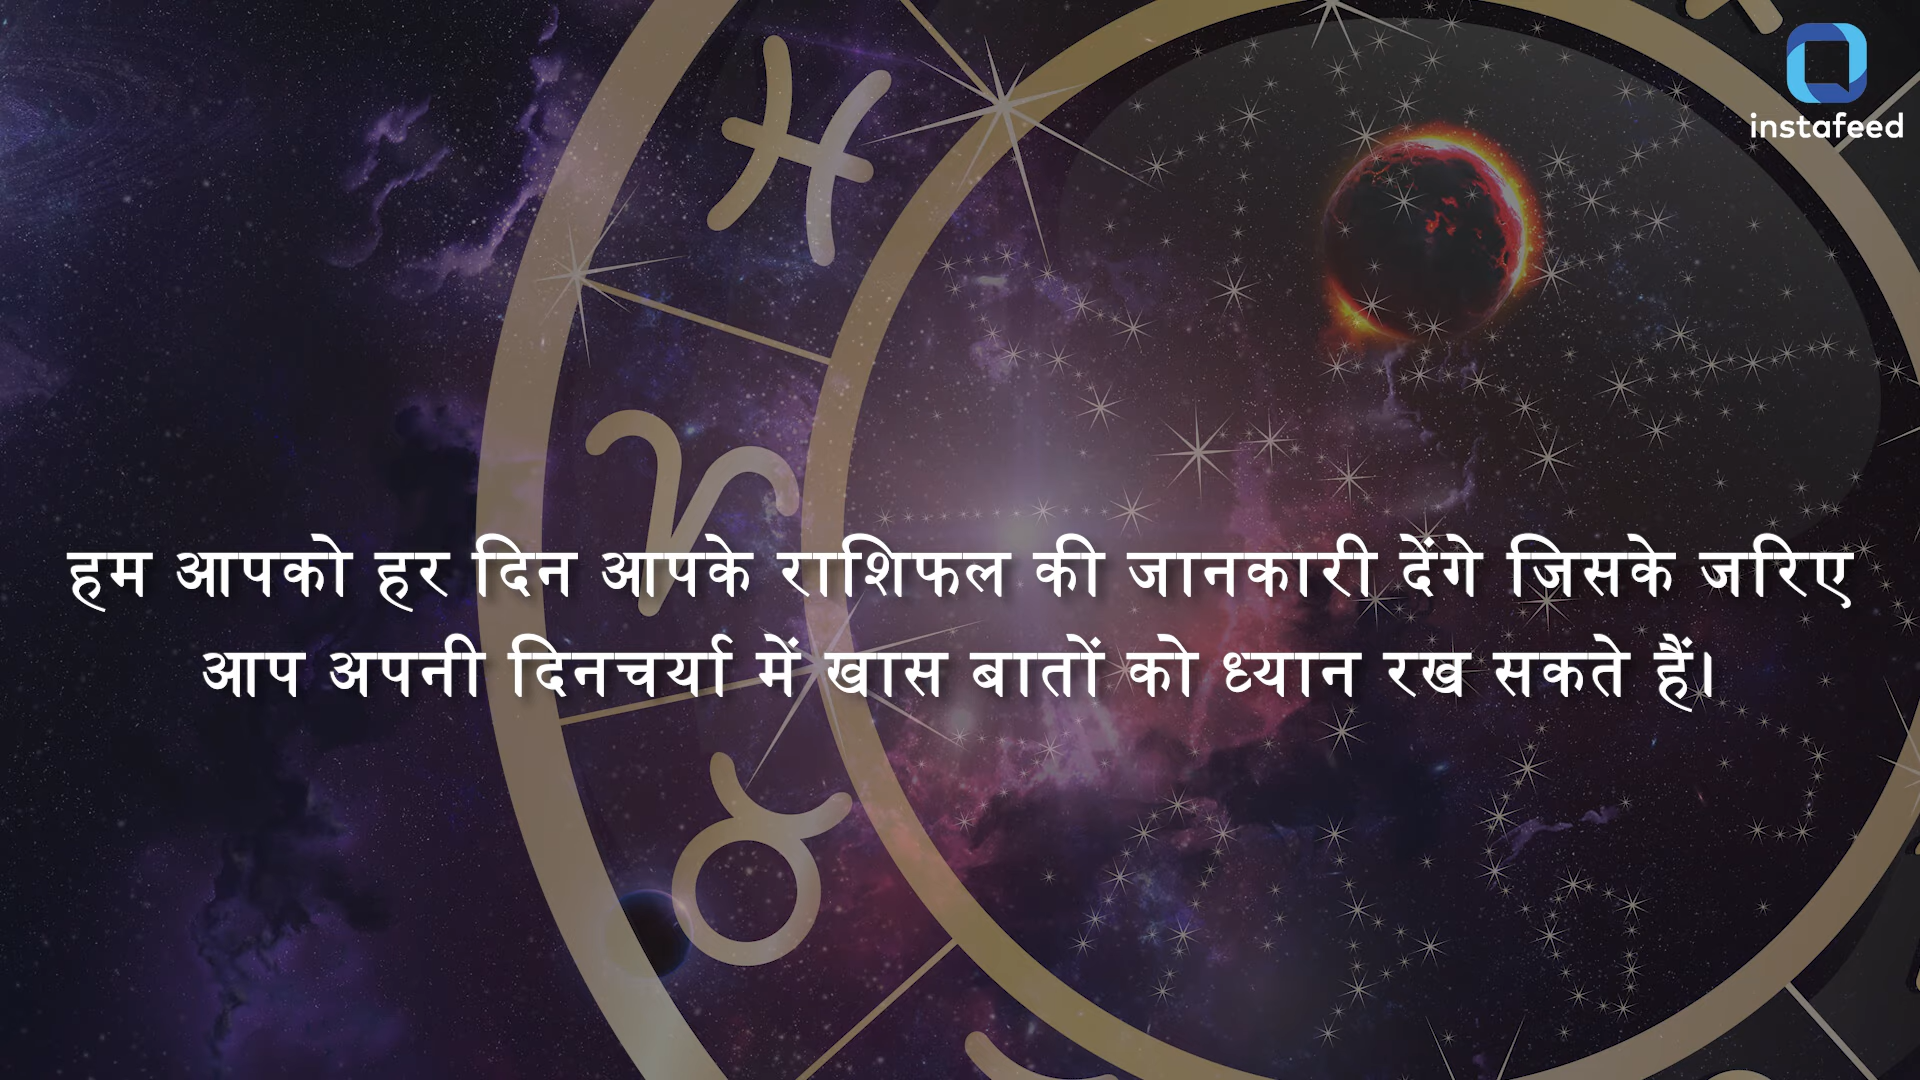 instafeed
हम आपको हर दिन आपके राशिफल की जानकारी देंगे जिसके जरिए
आप अपनी दिनचर्या में खास बातों को ध्यान रख सकते हैं।